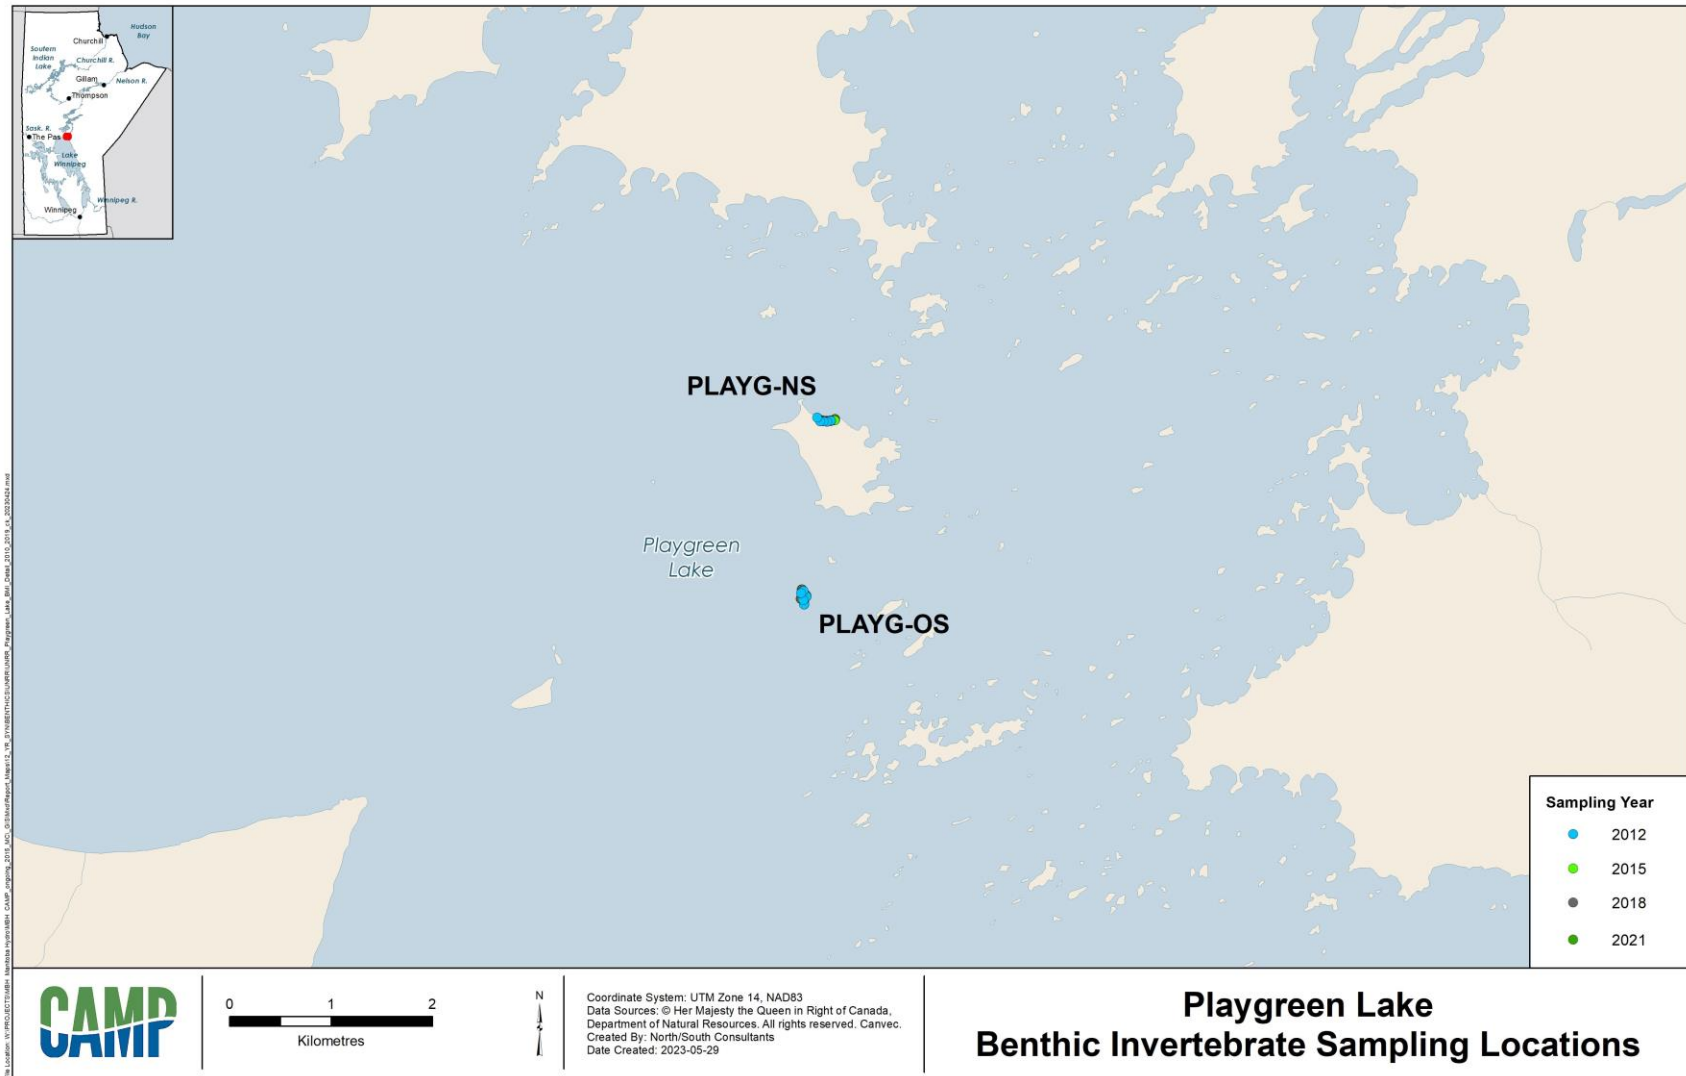 Hudson
Bay
Churchill
Soutern
Indian
Lake
Churchill R.
Gillam
Nelson R.
Thompson
Sask. R.
The Pas
Lake
Winnipeg
Winnipeg R.
Winnipeg
PLAYG-NS
Playgreen
Lake
PLAYG-OS
Sampling Year
2012
2015
2018
2021
CAMP
0 1 2
Kilometres
N
Coordinate System: UTM Zone 14, NAD83
Data Sources: © Her Majesty the Queen in Right of Canada,
Department of Natural Resources. All rights reserved. Canvec.
Created By: North/South Consultants
Date Created: 2023-05-29
Playgreen Lake
Benthic Invertebrate Sampling Locations